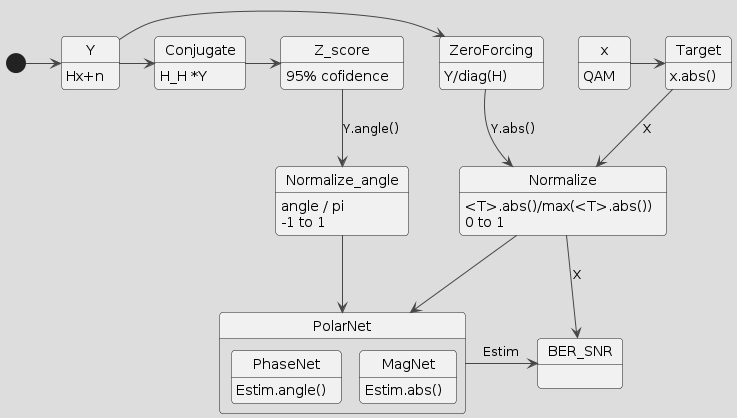 Y
Hx+n
Conjugate
H_H *Y
Z_score
95% cofidence
ZeroForcing
Y/diag(H)
x
QAM
Target
x.abs()
Y.angle()
Y.abs()
X
Normalize_angle
angle / pi
-1 to 1
Normalize
<T>.abs()/max(<T>.abs())
0 to 1
X
PolarNet
PhaseNet
Estim.angle()
MagNet
Estim.abs()
Estim
BER_SNR